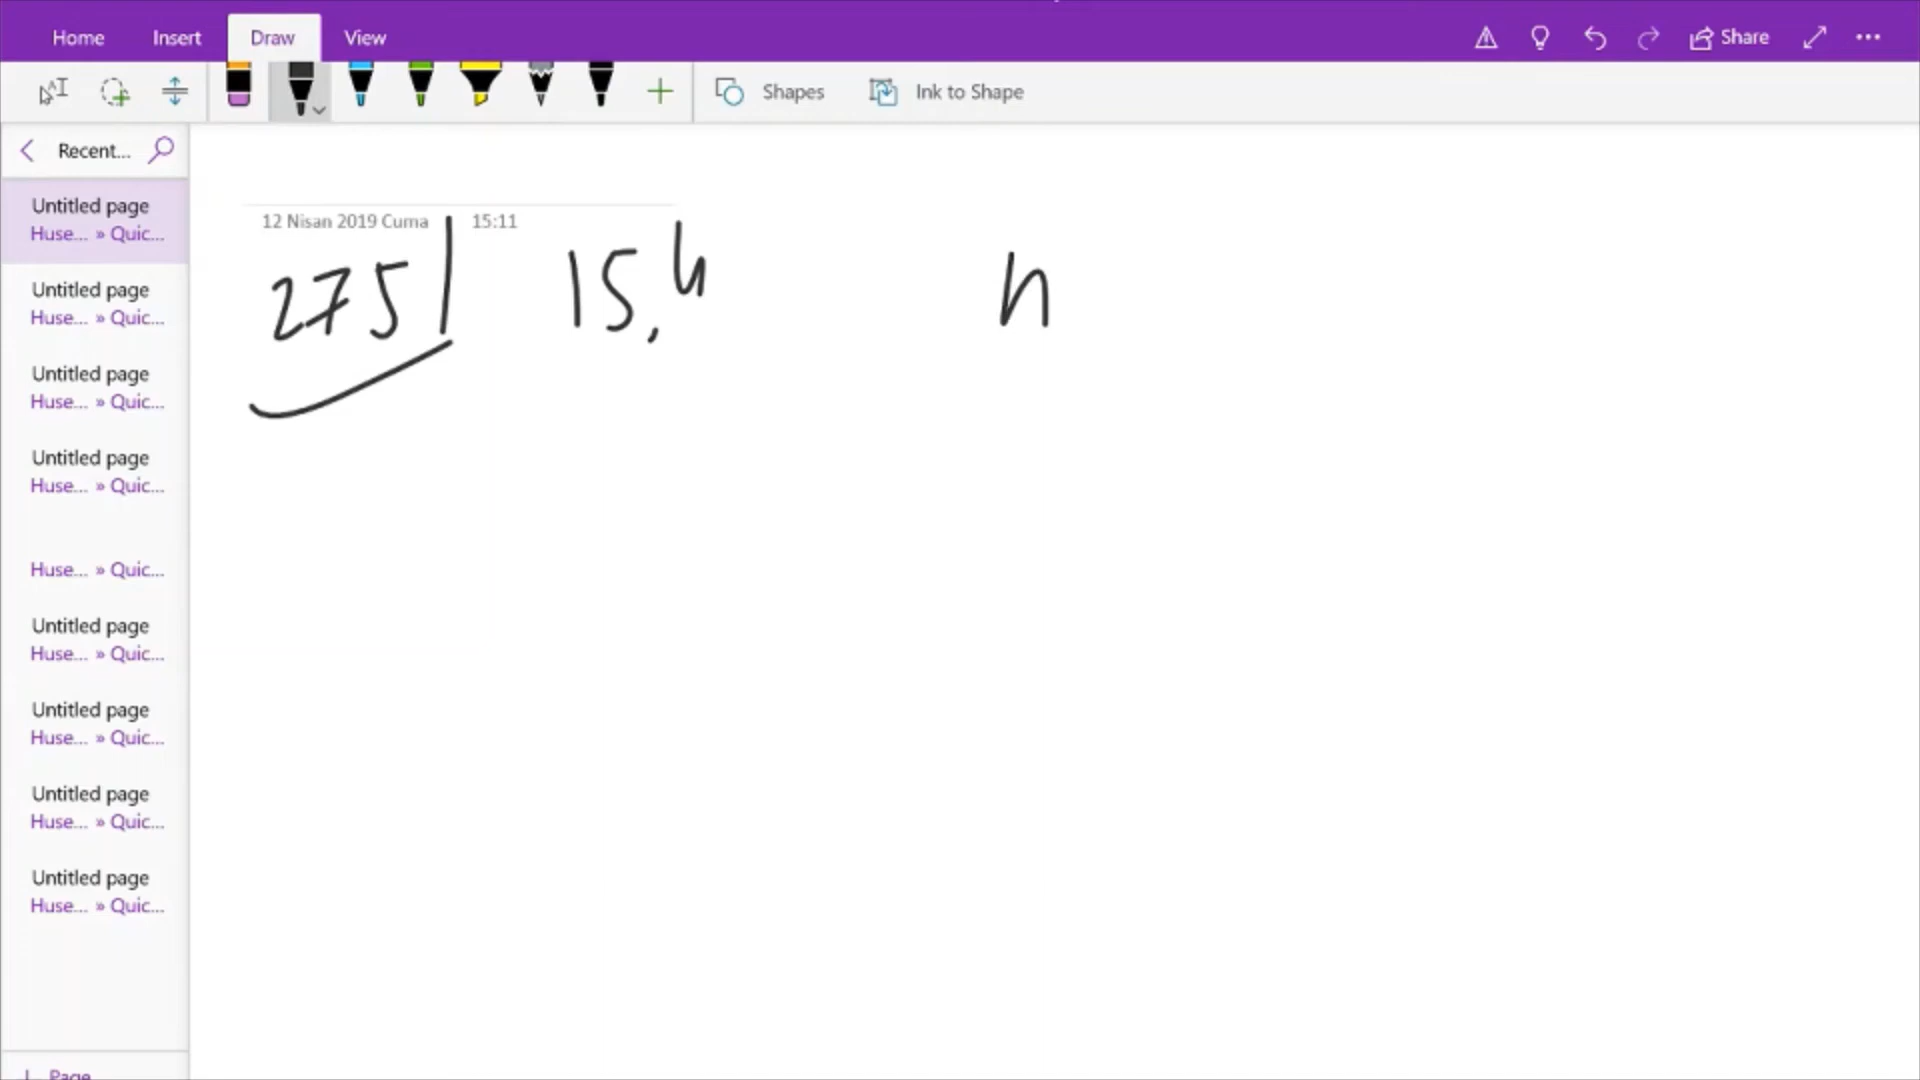 Home Insert Draw View Share
Shapes Ink to Shape
Recent...
Untitled page
Huse... » Quic...
Untitled page
Huse... » Quic...
Untitled page
Huse... » Quic...
Untitled page
Huse... » Quic...
Huse... » Quic...
Untitled page
Huse... » Quic...
Untitled page
Huse... » Quic...
Untitled page
Huse... » Quic...
Untitled page
Huse... » Quic...
Page
12 Nisan 2019 Cuma 15:11
275 15, n